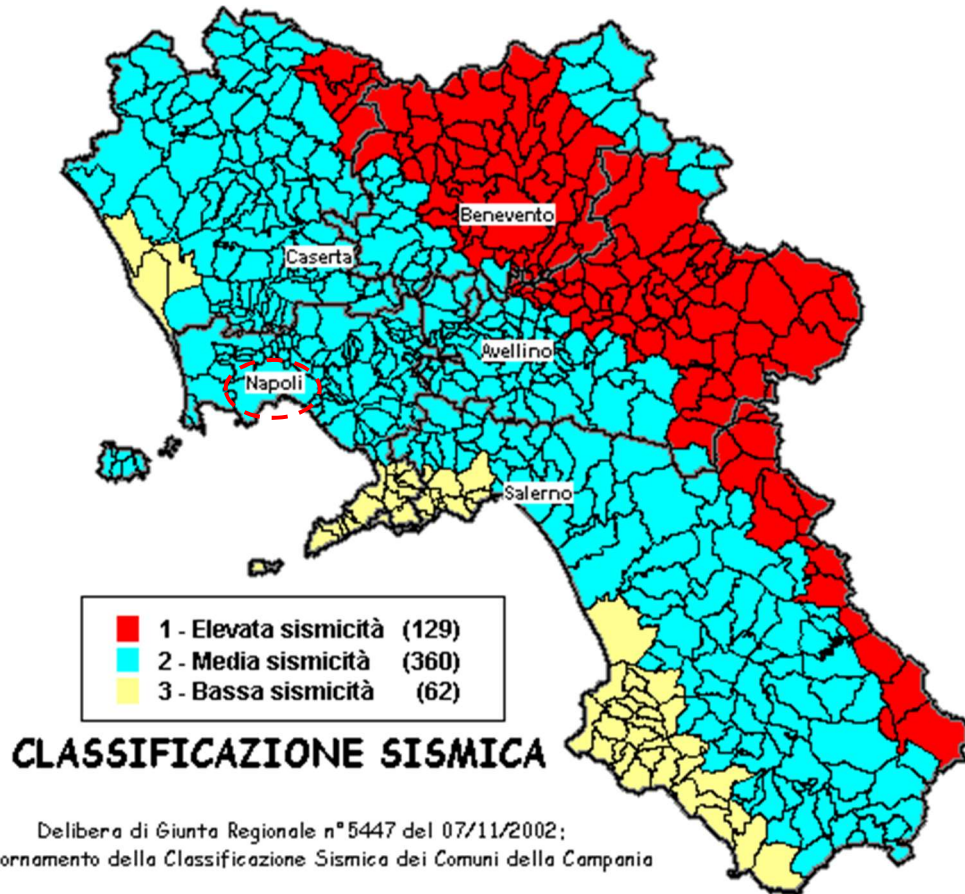 Benevento
Caserta
Avellino
Napoli
Salerno
1 - Elevata sismicità (129)
2 - Media sismicità (360)
3 - Bassa sismicità (62)
CLASSIFICAZIONE SISMICA
Delibera di Giunta Regionale n°5447 del 07/11/2002;
ornamento della Classificazione Sismica dei Comuni della Campania